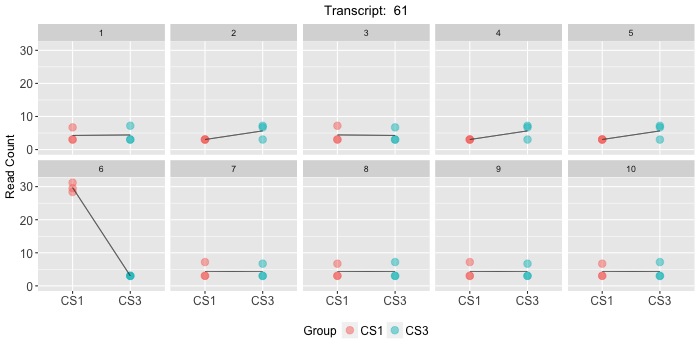 Transcript: 61
1 2 3 4 5
30
20
10
0
Read Count
6 7 8 9 10
30
20
10
0
CS1 CS3 CS1 CS3 CS1 CS3 CS1 CS3 CS1 CS3
Group CS1 CS3